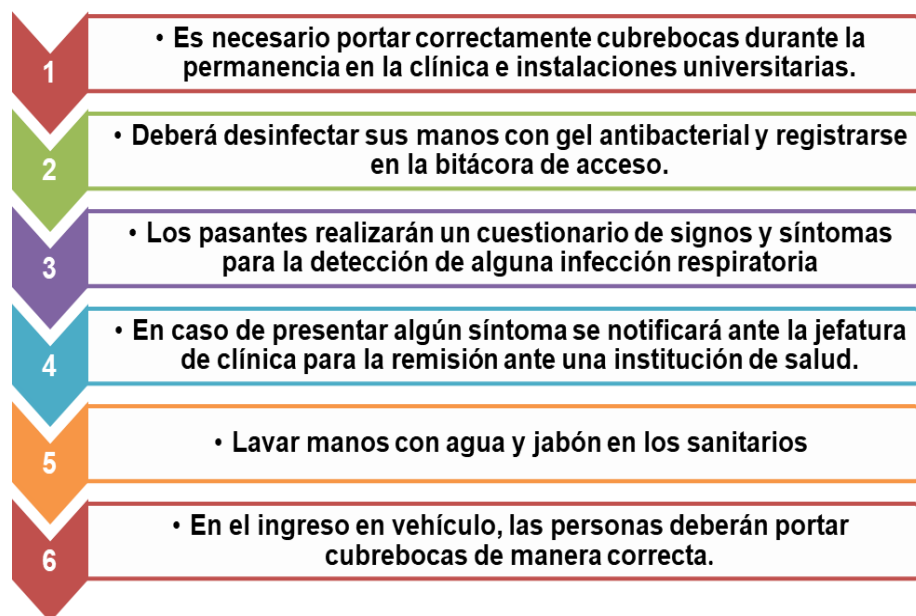 1
• Es necesario portar correctamente cubrebocas durante la
permanencia en la clínica e instalaciones universitarias.
2
• Deberá desinfectar sus manos con gel antibacterial y registrarse
en la bitácora de acceso.
3
• Los pasantes realizarán un cuestionario de signos y síntomas
para la detección de alguna infección respiratoria
4
• En caso de presentar algún síntoma se notificará ante la jefatura
de clínica para la remisión ante una institución de salud.
5
• Lavar manos con agua y jabón en los sanitarios
6
• En el ingreso en vehículo, las personas deberán portar
cubrebocas de manera correcta.